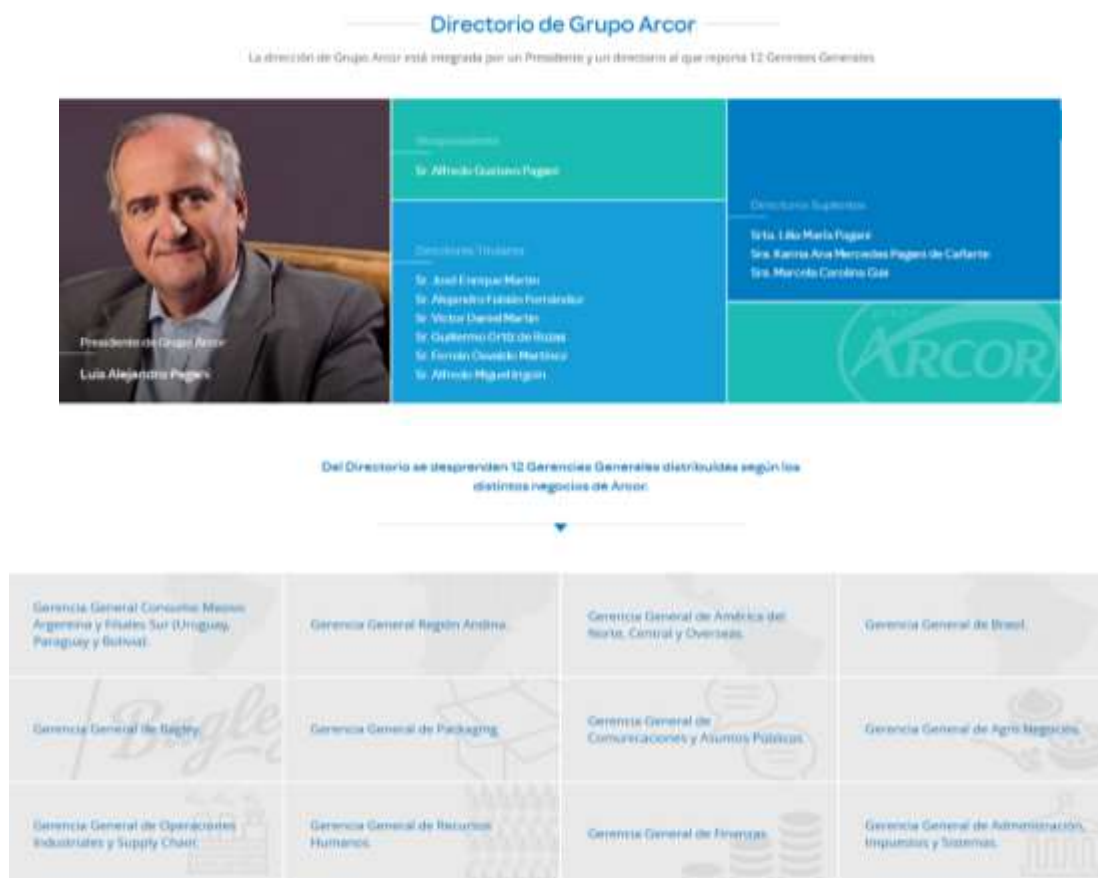 Directorio de Grupo Arcor
La dirección de Grupo Arcor está integrada por un Presidente y un directorio al que reporta 12 Gerentes Generales
Presidente de Grupo Arcor
Luis Alejandro Pagani
Vicepresidente
Sr. Alfredo Gustavo Pagani
Directores Titulares
Sr. José Enrique Martín
Sr. Alejandro Fabián Fernández
Sr. Víctor Daniel Martín
Sr. Guillermo Ortiz de Rozas
Sr. Fernán Osvaldo Martínez
Sr. Alfredo Miguel Irigoin
Directores Suplentes
Srta. Lilia María Pagani
Sra. Karina Ana Mercedes Pagani de Cañarte
Sra. Marcela Carolina
ARCOR
Del Directorio se desprenden 12 Gerencias Generales distribuidas según los
distintos negocios de Arcor.
Gerencia General Consumo Masivo
Argentina y Filiales Sur (Uruguay,
Paraguay y Bolivia).
Gerencia General Región Andina.
Gerencia General de América del
Norte, Central y Overseas.
Gerencia General de Brasil.
Gerencia General de Bagley.
Gerencia General de Packaging.
Gerencia General de
Comunicaciones y Asuntos Públicos.
Gerencia General de Agro Negocios.
Gerencia General de Operaciones
Industriales y Supply Chain.
Gerencia General de Recursos
Humanos.
Gerencia General de Finanzas.
Gerencia General de Administración,
Impuestos y Sistemas.